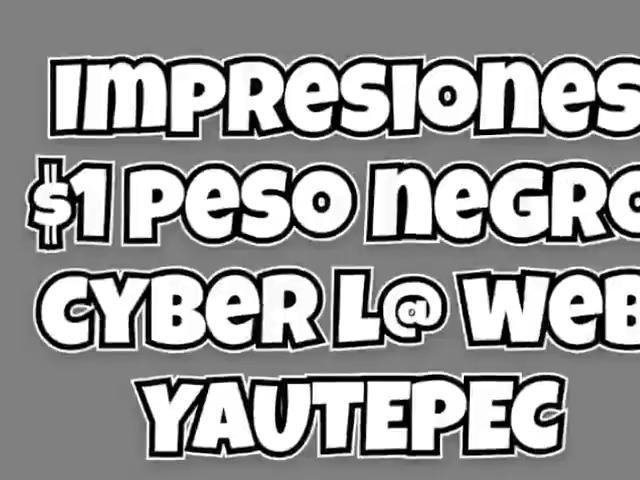 IMPRESIONES
$1 PESO NEGRO
CYBER L@ WEB
YAUTEPEC